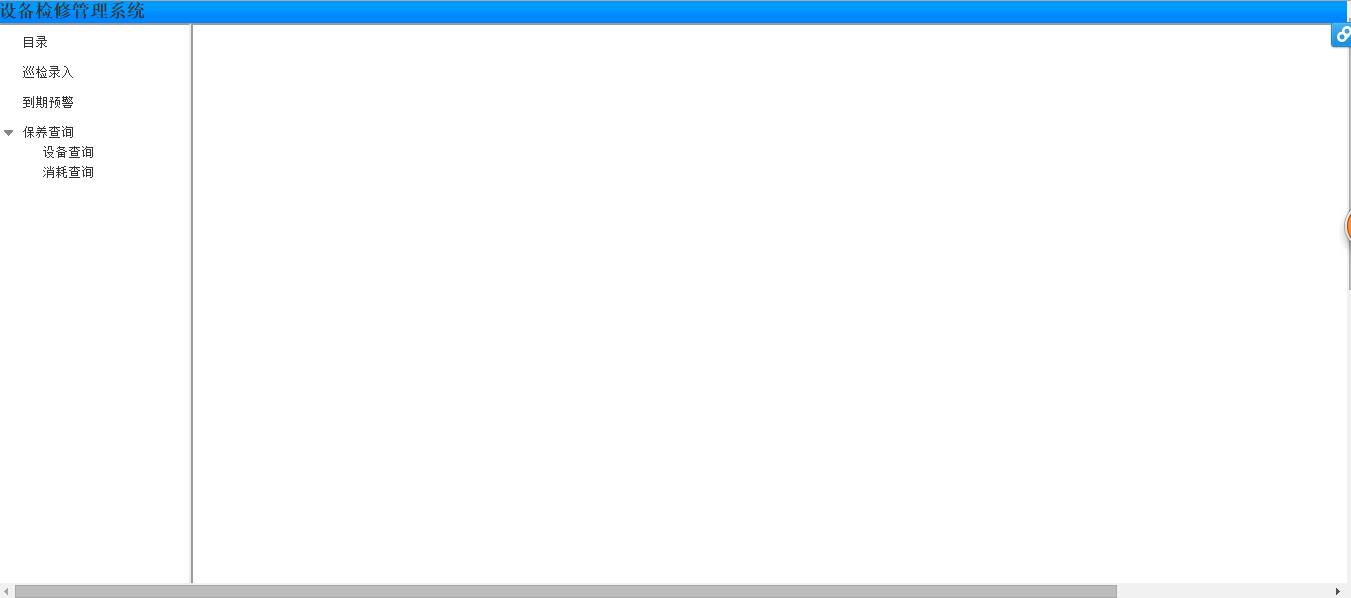 设备检修管理系统
目录
巡检录入
到期预警
保养查询
设备查询
消耗查询